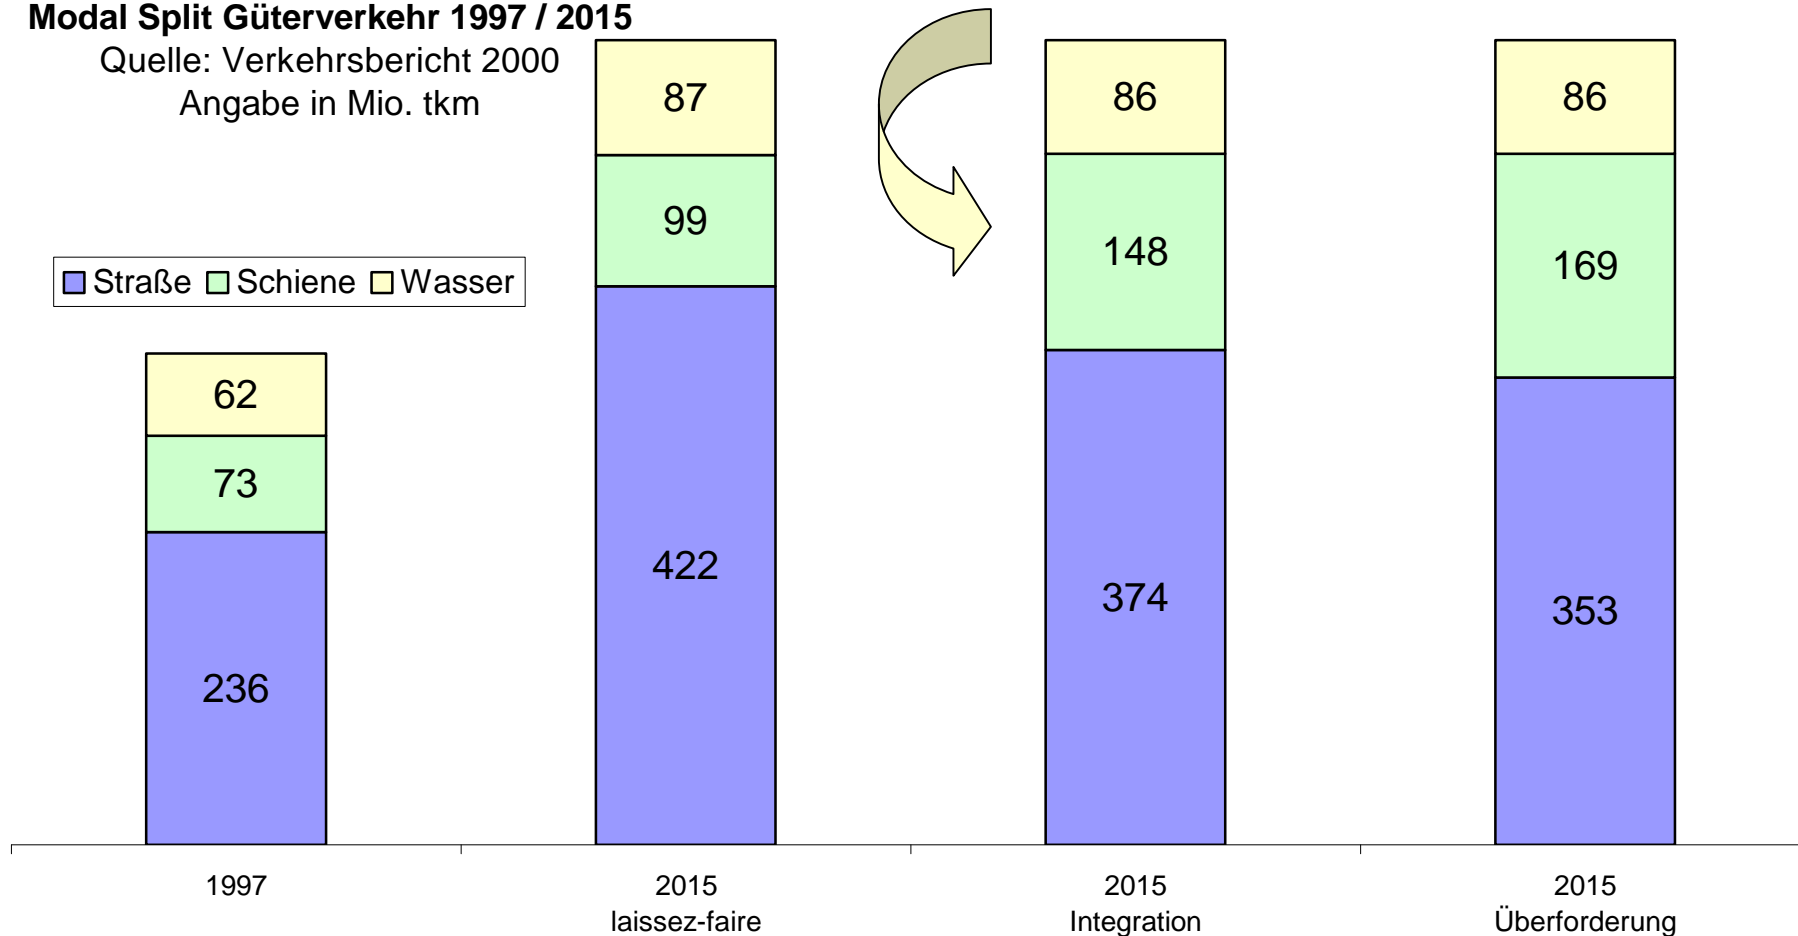 Modal Split Güterverkehr 1997 / 2015
Quelle: Verkehrsbericht 2000
Angabe in Mio. tkm
Straße Schiene Wasser
62
73
236
87
99
422
86
148
374
86
169
353
1997
2015
laissez-faire
2015
Integration
2015
Überforderung